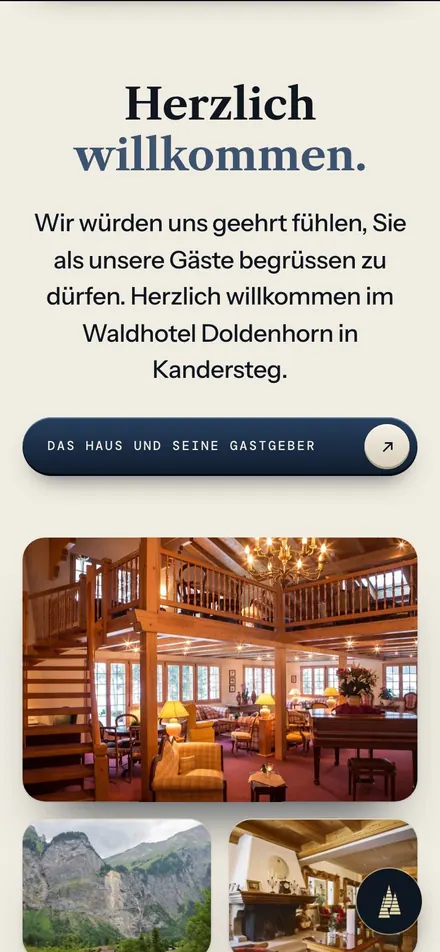 Herzlich
willkommen.
Wir würden uns geehrt fühlen, Sie
als unsere Gäste begrüssen zu
dürfen. Herzlich willkommen im
Waldhotel Doldenhorn in
Kandersteg.
DAS HAUS UND SEINE GASTGEBER